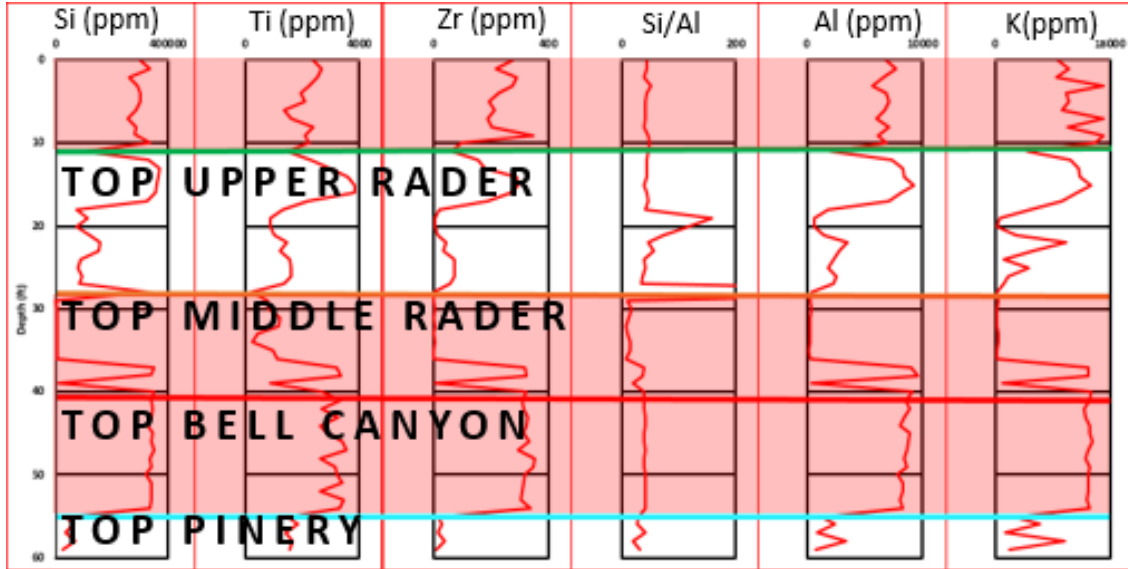 Si (ppm) Ti (ppm) Zr (ppm) Si/Al Al (ppm) K(ppm)
0 400000 0 4000 0 400 0 200 0 10000 0
0
10
TOP UPPER RADER
20
Depth (ft)
30
TOP MIDDLE RADER
40
TOP BELL CANYON
50
TOP PINERY
60